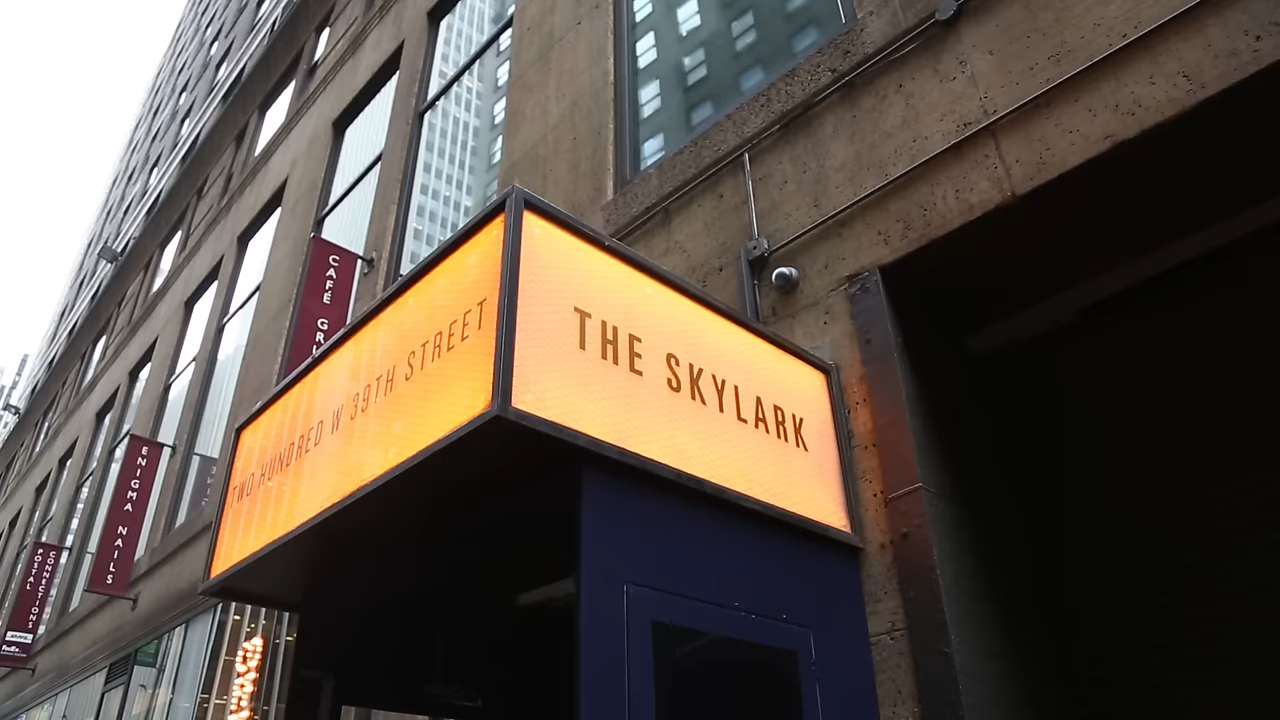 THE SKYLARK
TWO HUNDRED W 39TH STREET
CAFÉ
ENIGMA NAILS
POSTAL
CONNECTIONS
FedEx